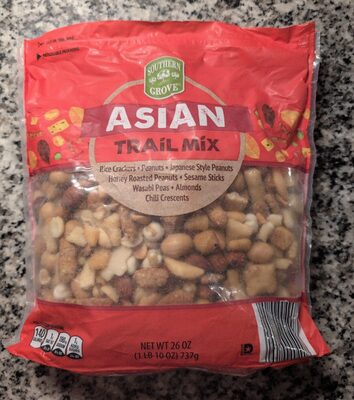 SOUTHERN
GROVE
ASIAN
TRAIL MIX
Rice Crackers • Peanuts • Japanese Style Peanuts
Honey Roasted Peanuts • Sesame Sticks
Wasabi Peas • Almonds
Chili Crescents
140
NET WT 26 OZ
(1 LB 10 OZ) 737g